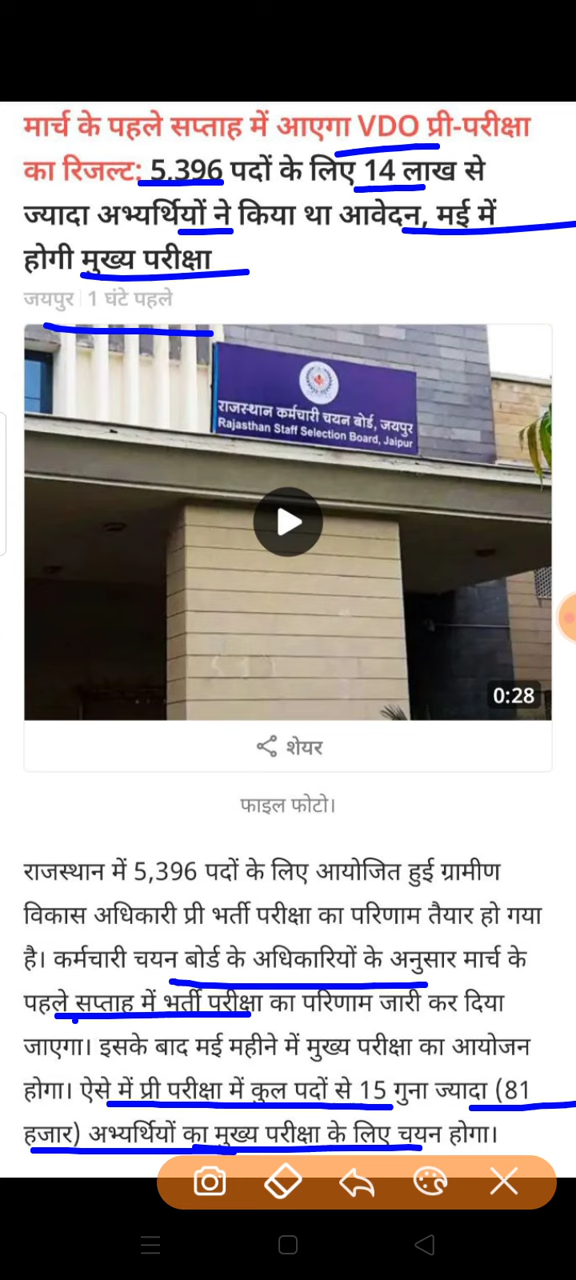 मार्च के पहले सप्ताह में आएगा VDO प्री-परीक्षा
का रिजल्ट: 5,396 पदों के लिए 14 लाख से
ज्यादा अभ्यर्थियों ने किया था आवेदन, मई में
होगी मुख्य परीक्षा
जयपुर 1 घंटे पहले
राजस्थान कर्मचारी चयन बोर्ड, जयपुर
Rajasthan Staff Selection Board, Jaipur
0:28
शेयर
फाइल फोटो।
राजस्थान में 5,396 पदों के लिए आयोजित हुई ग्रामीण
विकास अधिकारी प्री भर्ती परीक्षा का परिणाम तैयार हो गया
है। कर्मचारी चयन बोर्ड के अधिकारियों के अनुसार मार्च के
पहले सप्ताह में भर्ती परीक्षा का परिणाम जारी कर दिया
जाएगा। इसके बाद मई महीने में मुख्य परीक्षा का आयोजन
होगा। ऐसे में प्री परीक्षा में कुल पदों से 15 गुना ज्यादा (81
हजार) अभ्यर्थियों का मुख्य परीक्षा के लिए चयन होगा।